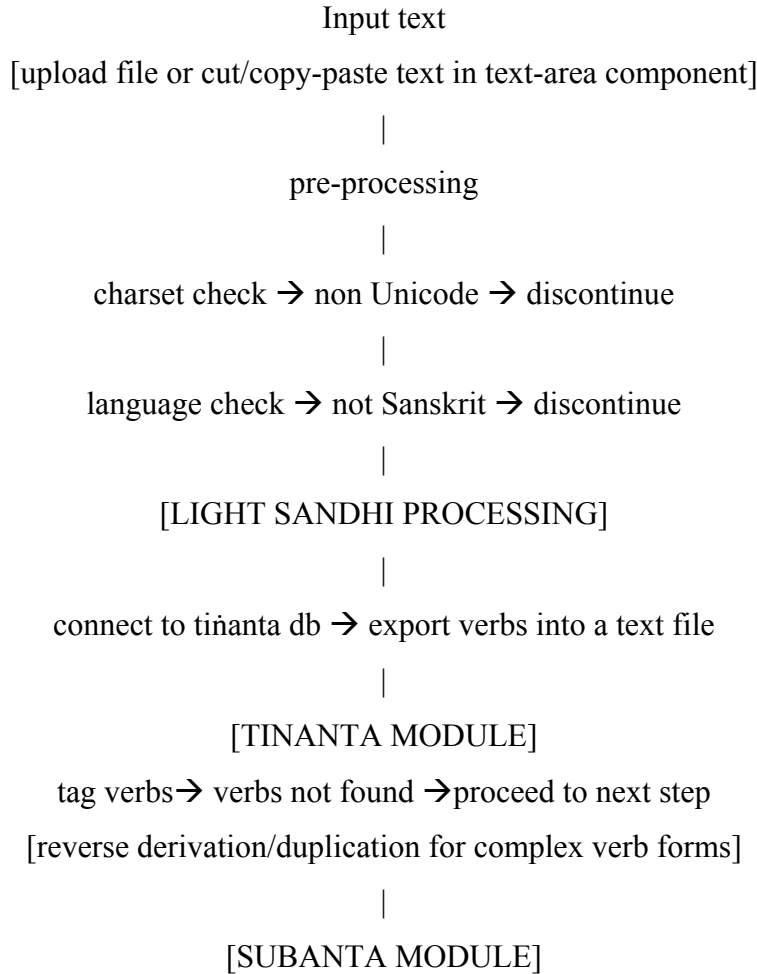 Input text
[upload file or cut/copy-paste text in text-area component]
|
pre-processing
|
charset check → non Unicode → discontinue
|
language check → not Sanskrit → discontinue
|
[LIGHT SANDHI PROCESSING]
|
connect to tiṅanta db → export verbs into a text file
|
[TINANTA MODULE]
tag verbs→ verbs not found →proceed to next step
[reverse derivation/duplication for complex verb forms]
|
[SUBANTA MODULE]